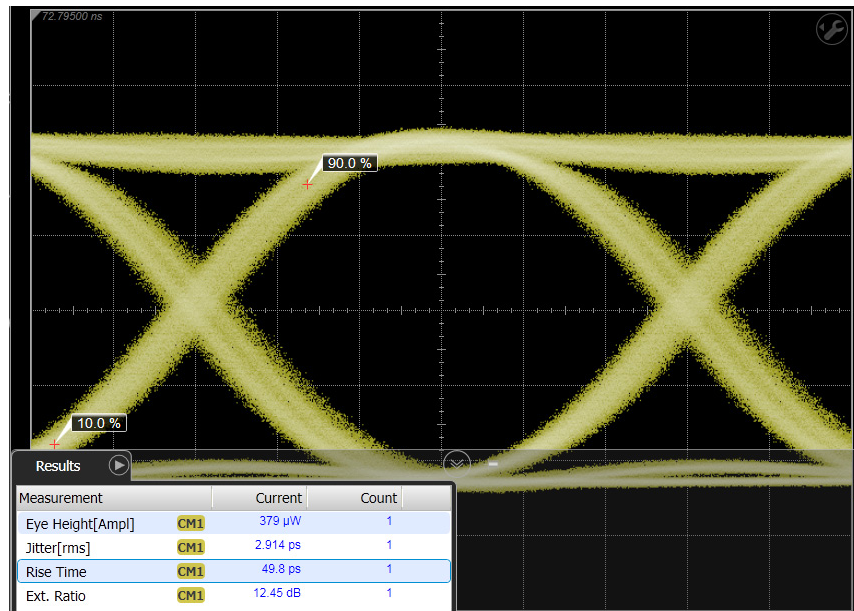 72.79500 ns
90.0 %
10.0 %
Results
Measurement Current Count
Eye Height[Ampl] CM1 379 µW 1
Jitter[rms] CM1 2.914 ps 1
Rise Time CM1 49.8 ps 1
Ext. Ratio CM1 12.45 dB 1